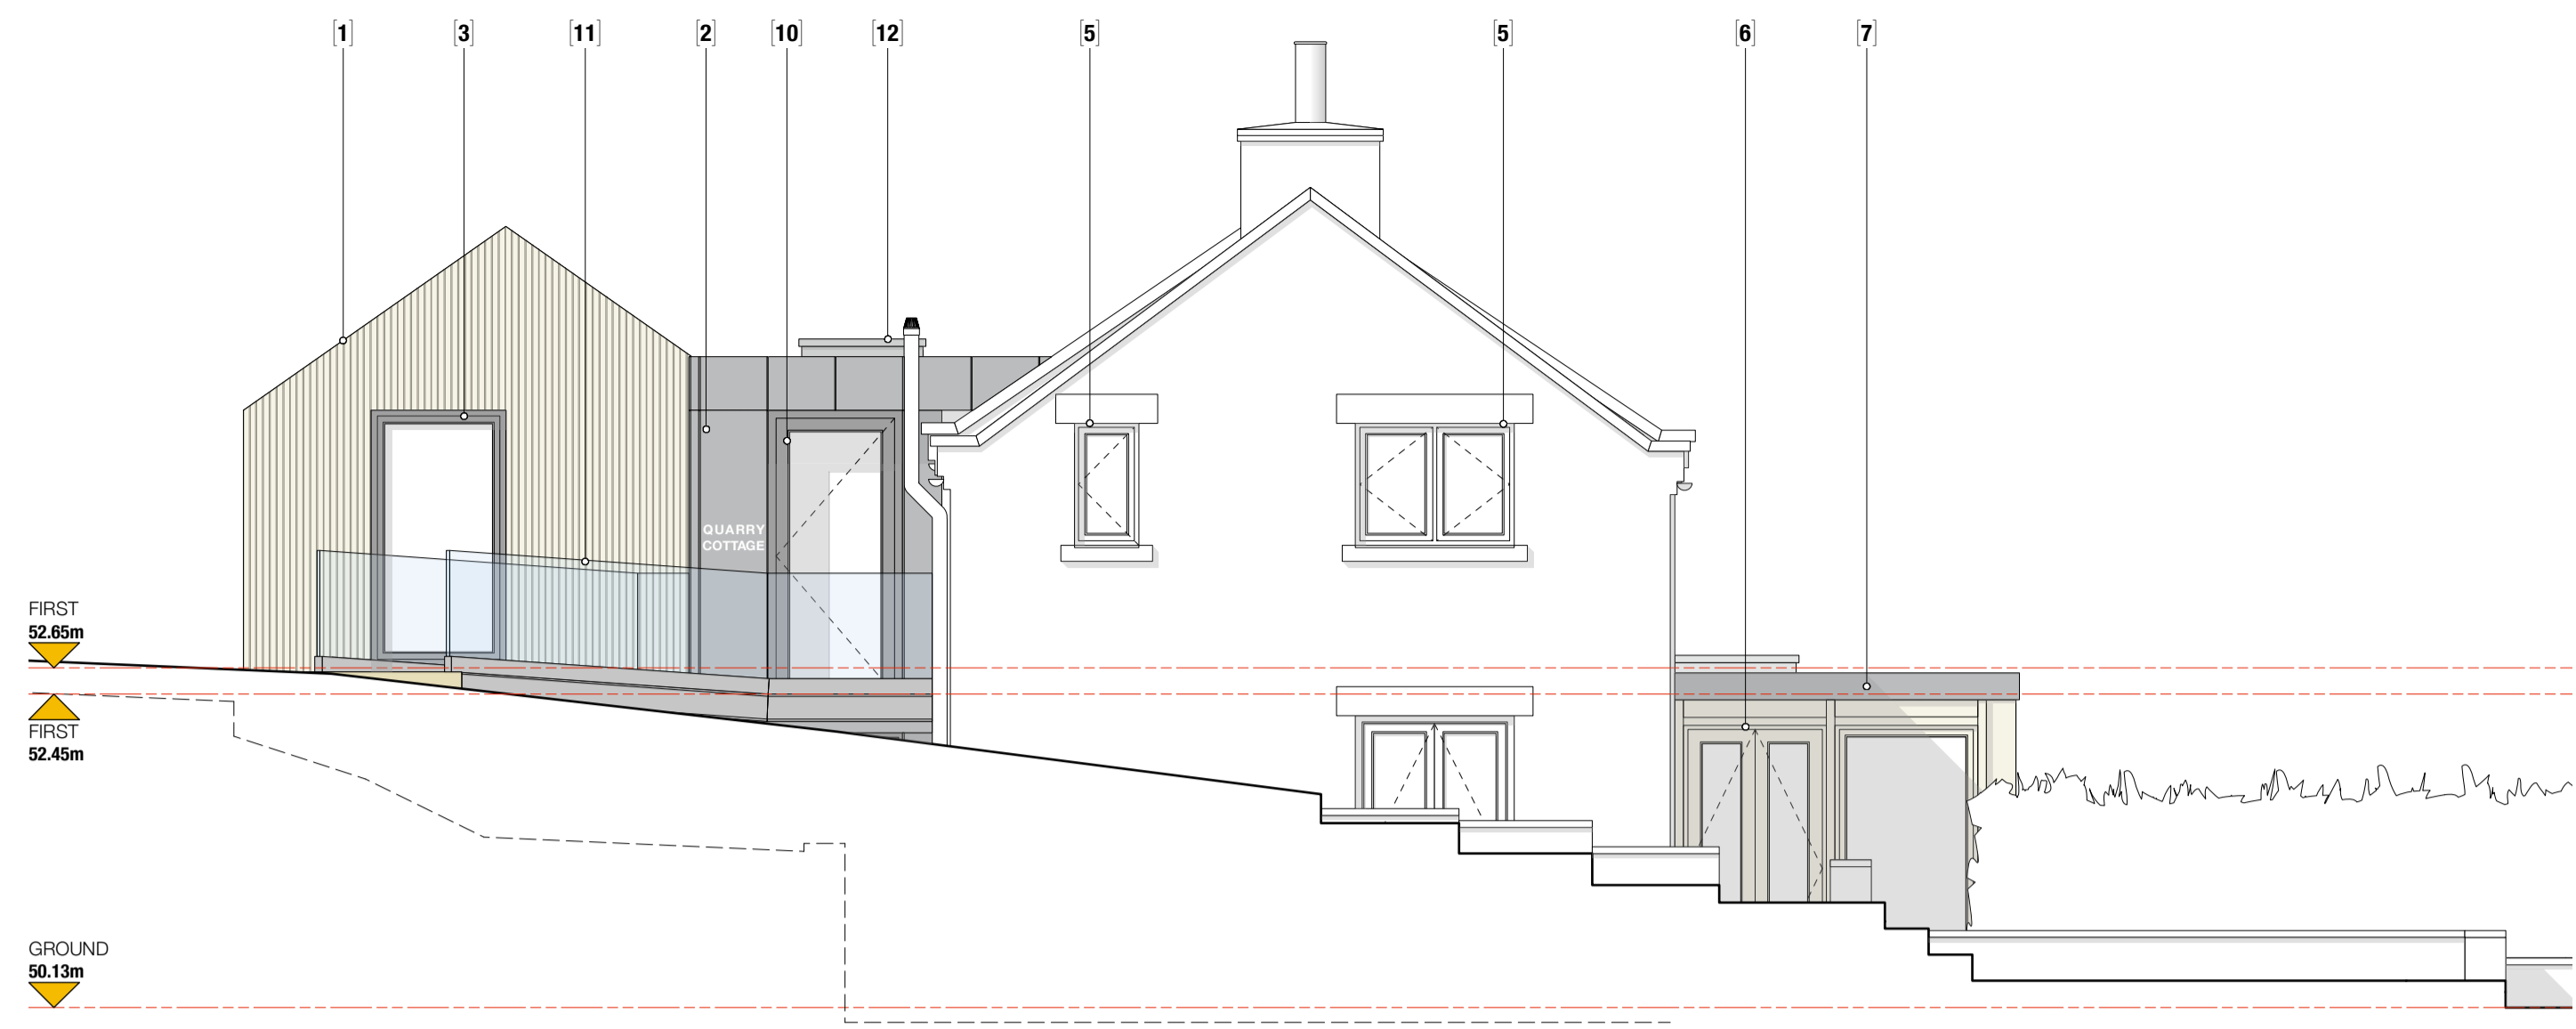 [1] [3] [11] [2] [10] [12] [5] [5] [6] [7]
QUARRY
COTTAGE
FIRST
52.65m
FIRST
52.45m
GROUND
50.13m